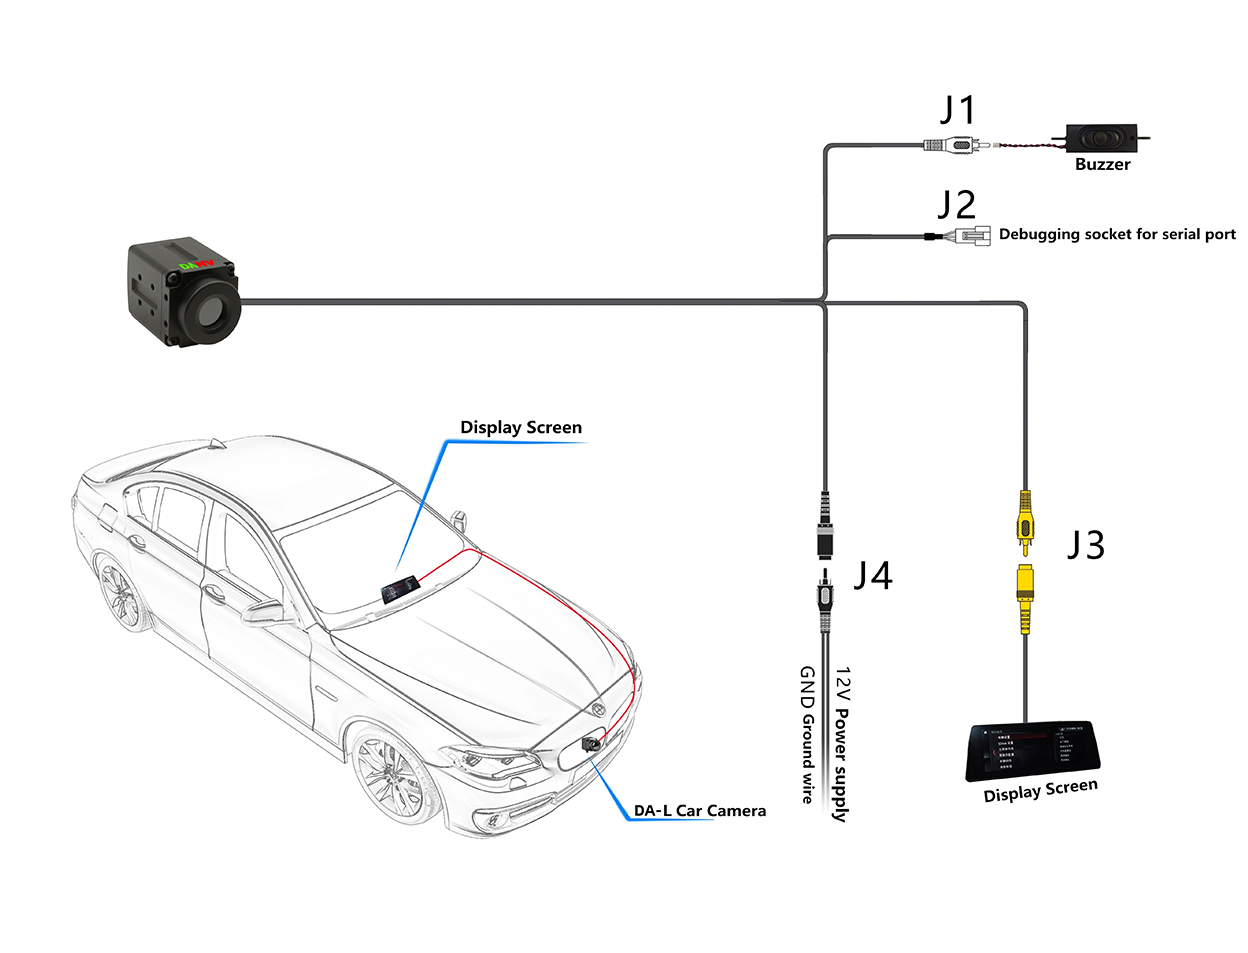 J1
Buzzer
J2
Debugging socket for serial port
DANV
Display Screen
J3
J4
12V Power supply
GND Ground wire
Display Screen
DA-L Car Camera